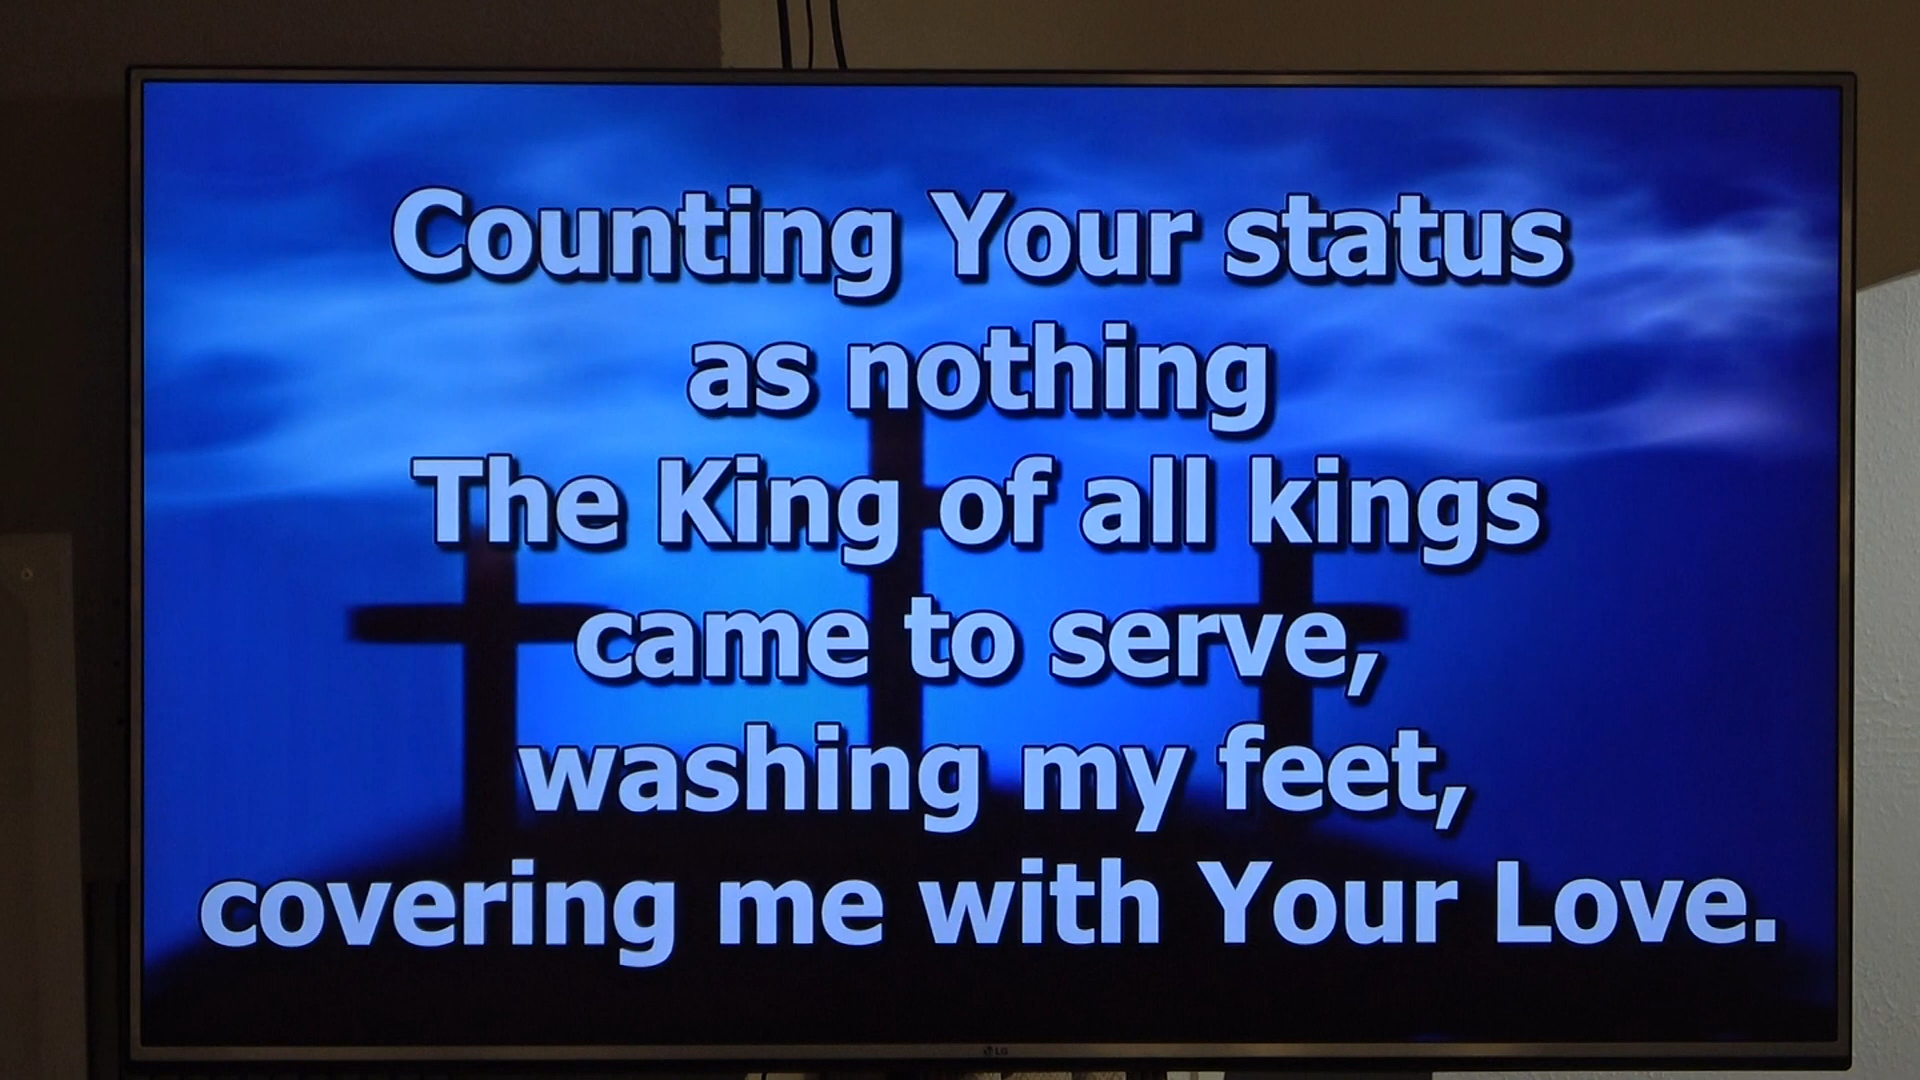 Counting Your status
as nothing
The King of all kings
came to serve,
washing my feet,
covering me with Your Love.
LG